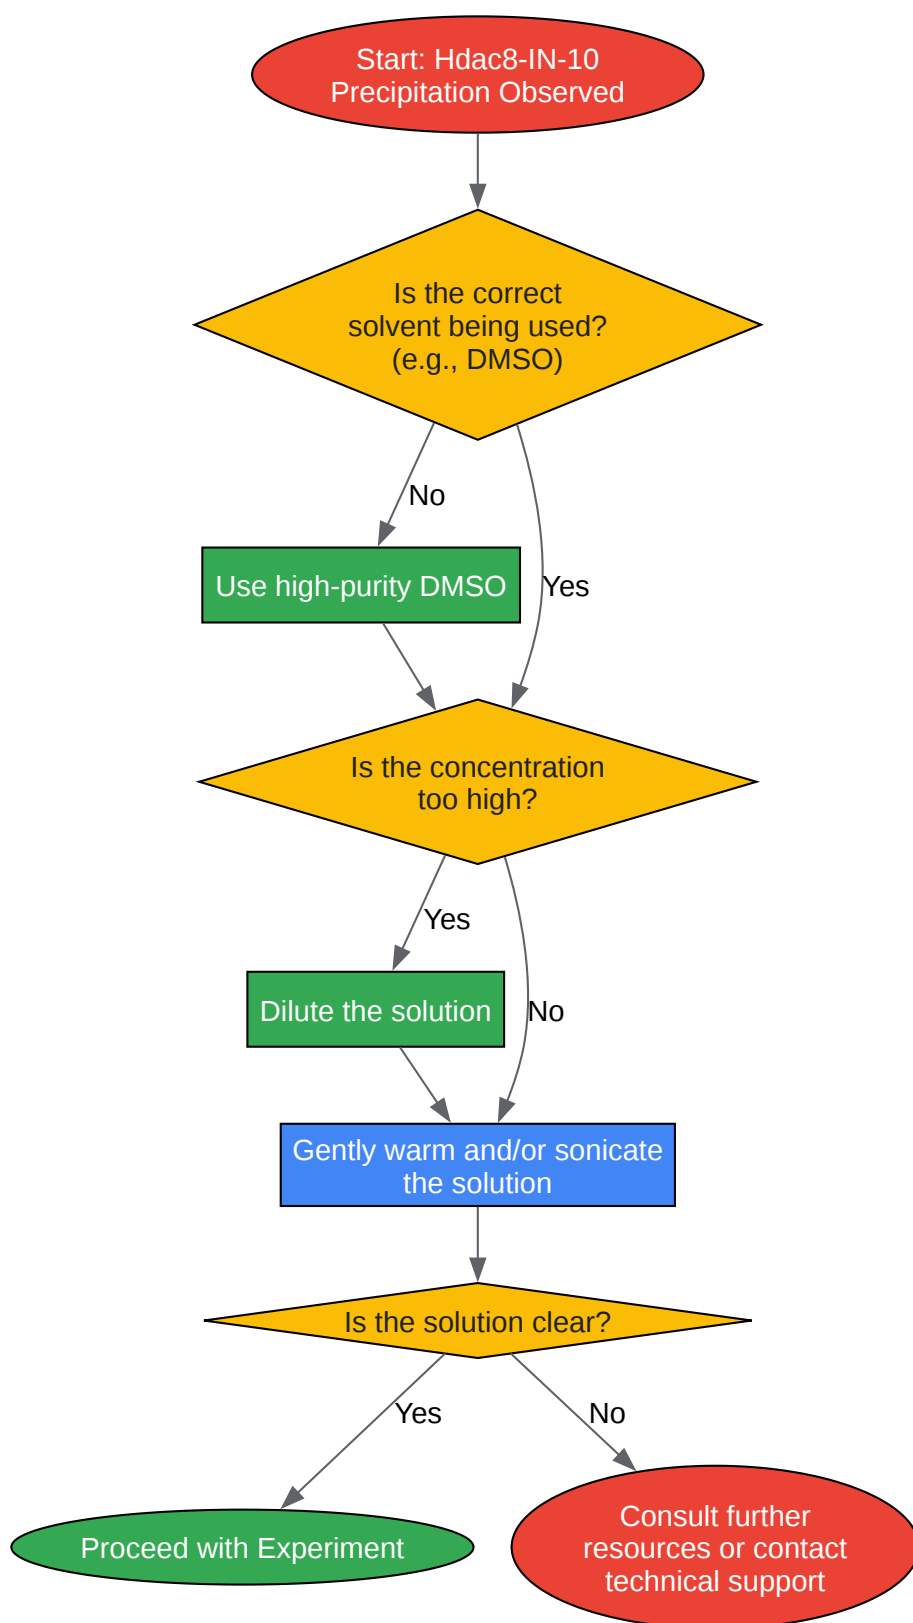 Start: Hdac8-IN-10
Precipitation Observed
Is the correct
solvent being used?
(e.g., DMSO)
No
Use high-purity DMSO
Yes
Is the concentration
too high?
Yes
Dilute the solution
No
Gently warm and/or sonicate
the solution
Is the solution clear?
Yes
No
Proceed with Experiment
Consult further
resources or contact
technical support